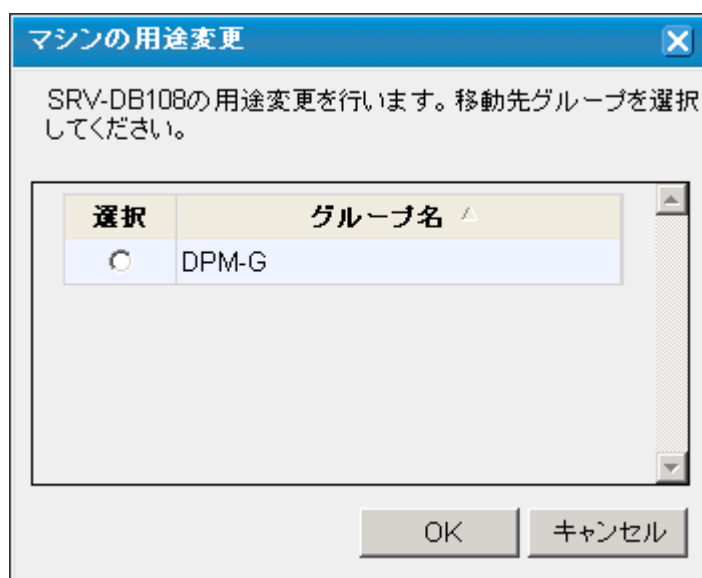 マシンの用途変更
SRV-DB108の用途変更を行います。移動先グループを選択
してください。
選択 グループ名
DPM-G
OK キャンセル